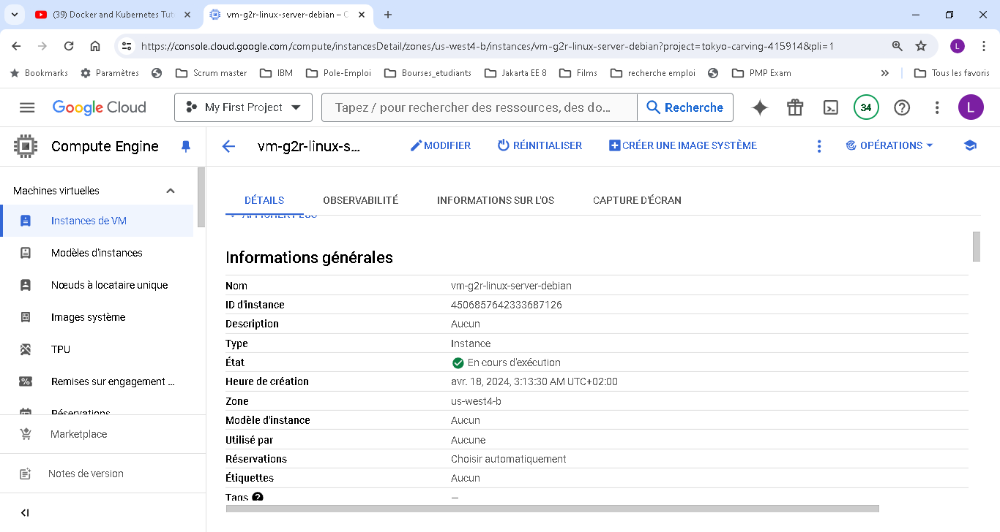 (39) Docker and Kubernetes Tut
vm-g2r-linux-server-debian – C
https://console.cloud.google.com/compute/instancesDetail/zones/us-west4-b/instances/vm-g2r-linux-server-debian?project=tokyo-carving-415914&pli=1
L
Bookmarks
Paramètres
Scrum master
IBM
Pole-Emploi
Bourses_etudiants
Jakarta EE 8
Films
recherche emploi
PMP Exam
Tous les favoris
Google Cloud
My First Project
Tapez / pour rechercher des ressources, des do...
Recherche
34
L
Compute Engine
vm-g2r-linux-s...
MODIFIER
RÉINITIALISER
CRÉER UNE IMAGE SYSTÈME
OPÉRATIONS
Machines virtuelles
Instances de VM
Modèles d'instances
Nœuds à locataire unique
Images système
TPU
Remises sur engagement ...
Réservations
Marketplace
Notes de version
DÉTAILS
OBSERVABILITÉ
INFORMATIONS SUR L'OS
CAPTURE D'ÉCRAN
AFFICHER PLUS
Informations générales
Nom vm-g2r-linux-server-debian
ID d'instance 4506857642333687126
Description Aucun
Type Instance
État En cours d'exécution
Heure de création avr. 18, 2024, 3:13:30 AM UTC+02:00
Zone us-west4-b
Modèle d'instance Aucun
Utilisé par Aucune
Réservations Choisir automatiquement
Étiquettes Aucun
Tags —